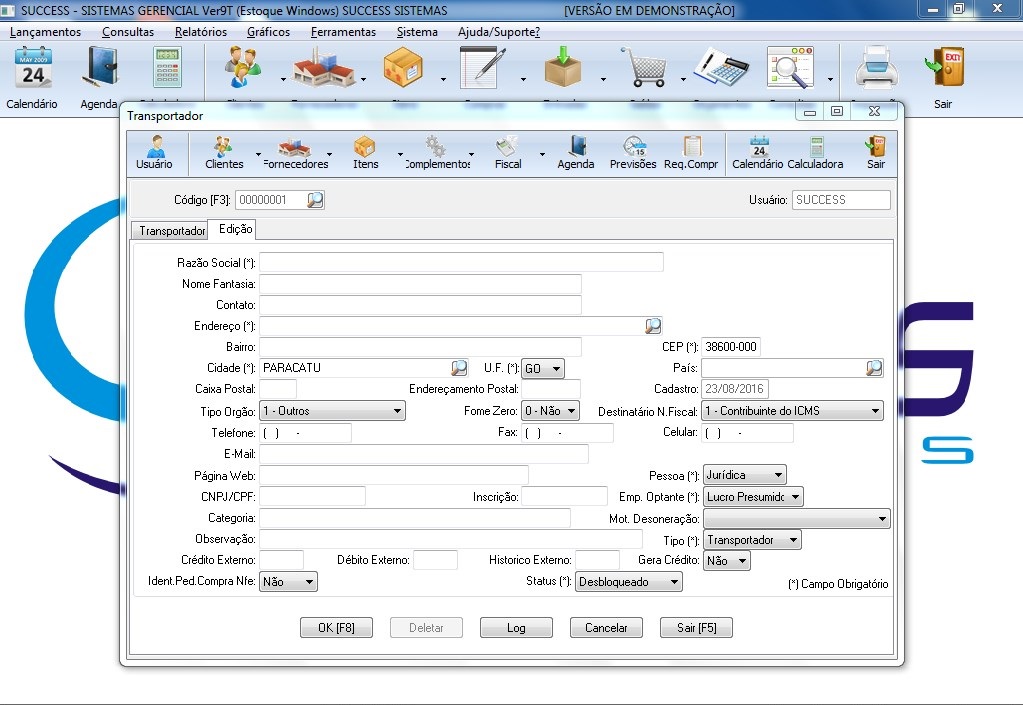 SUCCESS - SISTEMAS GERENCIAL Ver9T (Estoque Windows) SUCCESS SISTEMAS [VERSÃO EM DEMONSTRAÇÃO]
Lançamentos Consultas Relatórios Gráficos Ferramentas Sistema Ajuda/Suporte?
MAY 2009
24
EXIT
Calendário Agenda Sair
Transportador
15
24
Usuário Clientes Fornecedores Itens Complementos Fiscal Agenda Previsões Req.Compr Calendário Calculadora Sair
Código [F3]: 00000001 Usuário: SUCCESS
Transportador Edição
Razão Social (*):
Nome Fantasia:
Contato:
Endereço (*):
Bairro: CEP (*): 38600-000
Cidade (*): PARACATU U.F. (*): GO País:
Caixa Postal: Endereçamento Postal: Cadastro: 23/08/2016
Tipo Orgão: 1 - Outros Fome Zero: 0 - Não Destinatário N.Fiscal: 1 - Contribuinte do ICMS
Telefone: ( ) - Fax: ( ) - Celular: ( ) -
E-Mail:
Página Web: Pessoa (*): Jurídica
CNPJ/CPF: Inscrição: Emp. Optante (*): Lucro Presumidc
Categoria: Mot. Desoneração:
Observação: Tipo (*): Transportador
Crédito Externo: Débito Externo: Historico Externo: Gera Crédito: Não
Ident.Ped.Compra Nfe: Não Status (*): Desbloqueado (*) Campo Obrigatório
OK [F8] Deletar Log Cancelar Sair [F5]
S
S